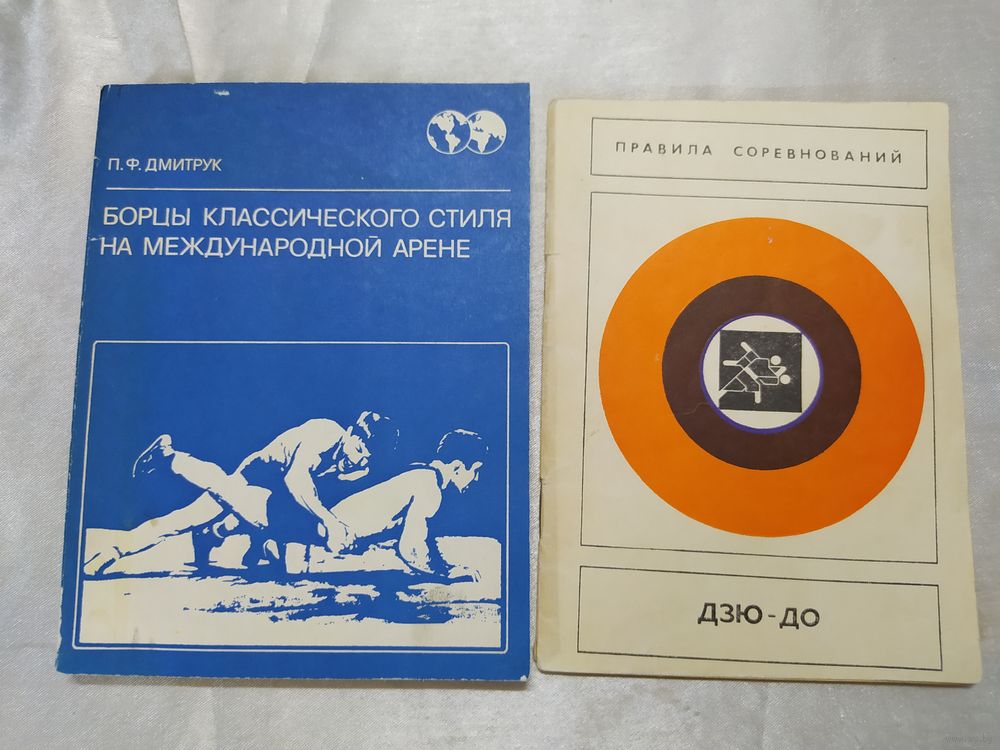 П. Ф. ДМИТРУК
БОРЦЫ КЛАССИЧЕСКОГО СТИЛЯ
НА МЕЖДУНАРОДНОЙ АРЕНЕ
ПРАВИЛА СОРЕВНОВАНИЙ
ДЗЮ-ДО